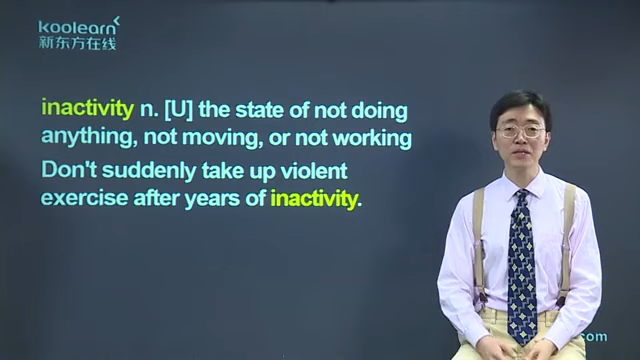 koolearn
新东方在线
inactivity n. [U] the state of not doing
anything, not moving, or not working
Don't suddenly take up violent
exercise after years of inactivity.
.com